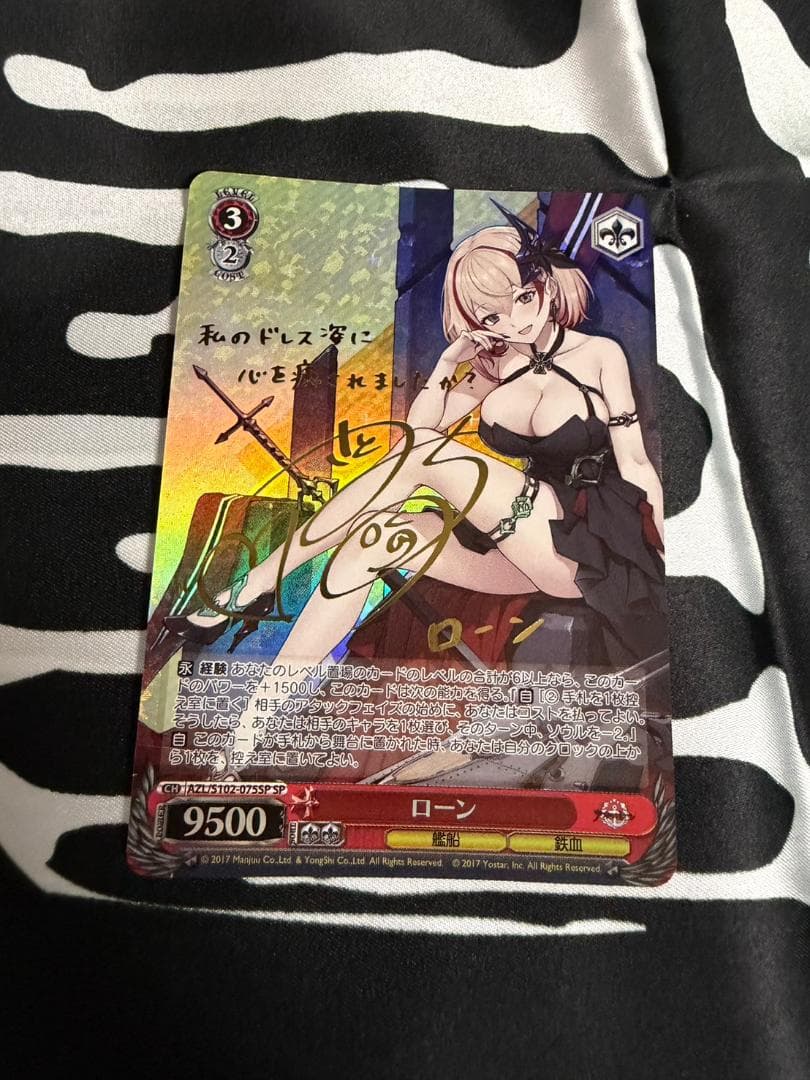 LEVEL
3
2
COST
私のドレス姿に
心を癒されましたか?
ローン
永 経験 あなたのレベル置場のカードのレベルの合計が6以上なら、このカー
ドのパワーを+1500し、このカードは次の能力を得る。『自 [◎ 手札を1枚控
え室に置く] 相手のアタックフェイズの始めに、あなたはコストを払ってよい。
そうしたら、あなたは相手のキャラを1枚選び、そのターン中、ソウルを-2。』
自 このカードが手札から舞台に置かれた時、あなたは自分のクロックの上か
ら1枚を、控え室に置いてよい。
CH AZL/S102-075SP SP
ローン
POWER 9500 SOUL 艦船 鉄血
© 2017 Manjuu Co.,Ltd. & YongShi Co.,Ltd. All Rights Reserved. © 2017 Yostar, Inc. All Rights Reserved.